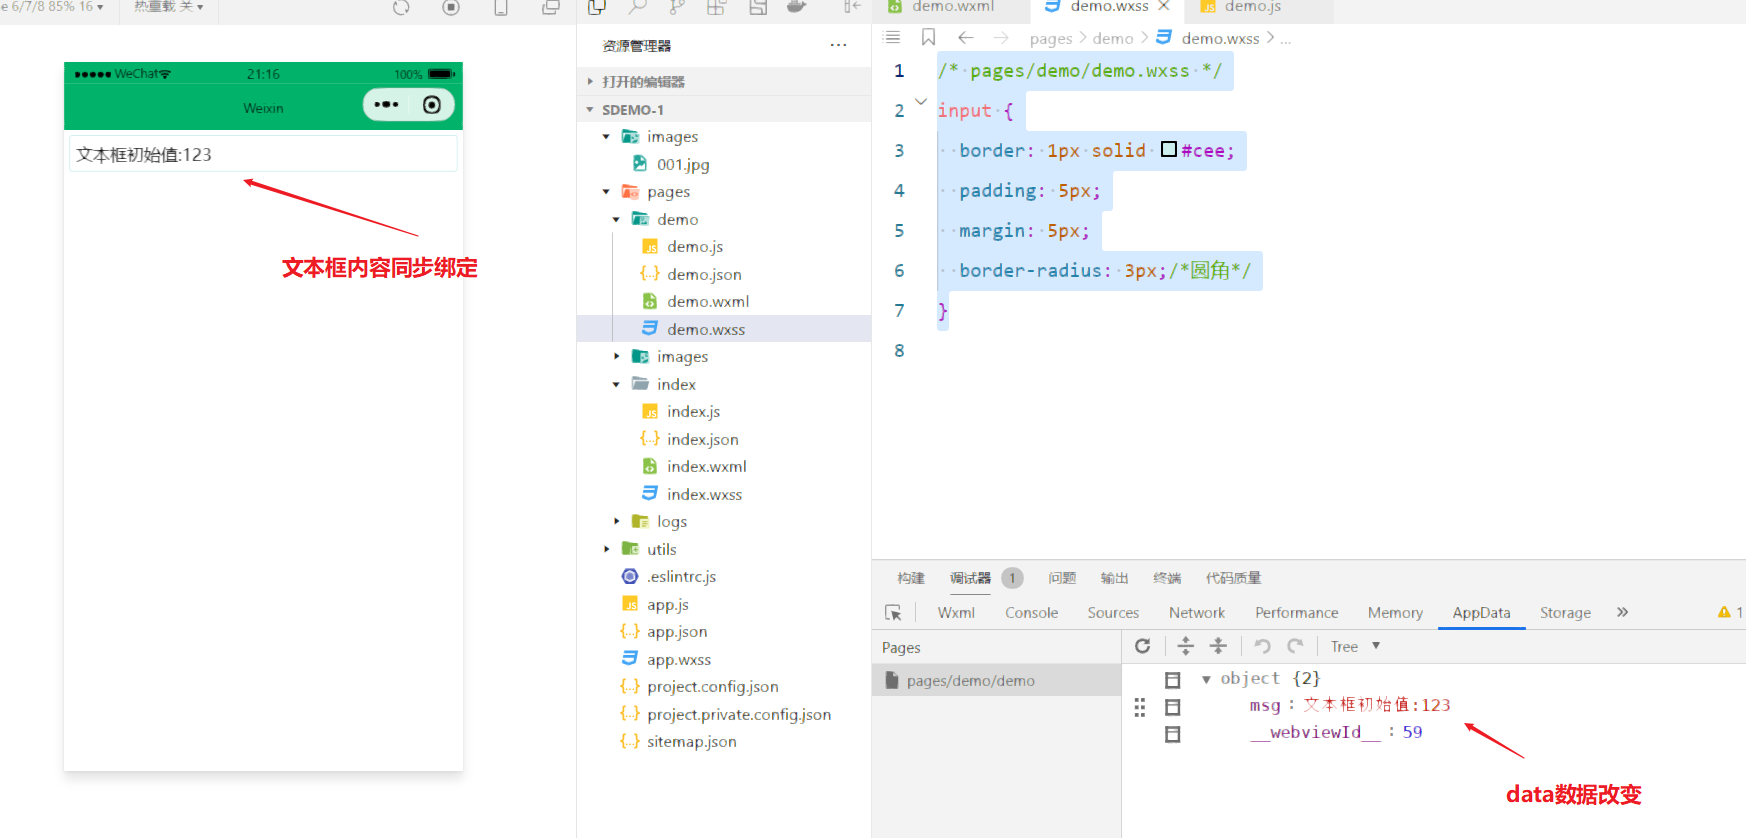 e 6/7/8 85% 16
热重载 关
WeChat
21:16
100%
Weixin
文本框初始值:123
文本框内容同步绑定
资源管理器
打开的编辑器
SDEMO-1
images
001.jpg
pages
demo
demo.js
demo.json
demo.wxml
demo.wxss
images
index
index.js
index.json
index.wxml
index.wxss
logs
utils
.eslintrc.js
app.js
app.json
app.wxss
project.config.json
project.private.config.json
sitemap.json
demo.wxml
demo.wxss
demo.js
pages > demo > demo.wxss > ...
1 /* pages/demo/demo.wxss */
2 input {
3 border: 1px solid #cee;
4 padding: 5px;
5 margin: 5px;
6 border-radius: 3px;/*圆角*/
7 }
8
构建 调试器 1 问题 输出 终端 代码质量
Wxml Console Sources Network Performance Memory AppData Storage » 1
Pages
pages/demo/demo
Tree
object {2}
msg : 文本框初始值:123
__webviewId__ : 59
data数据改变